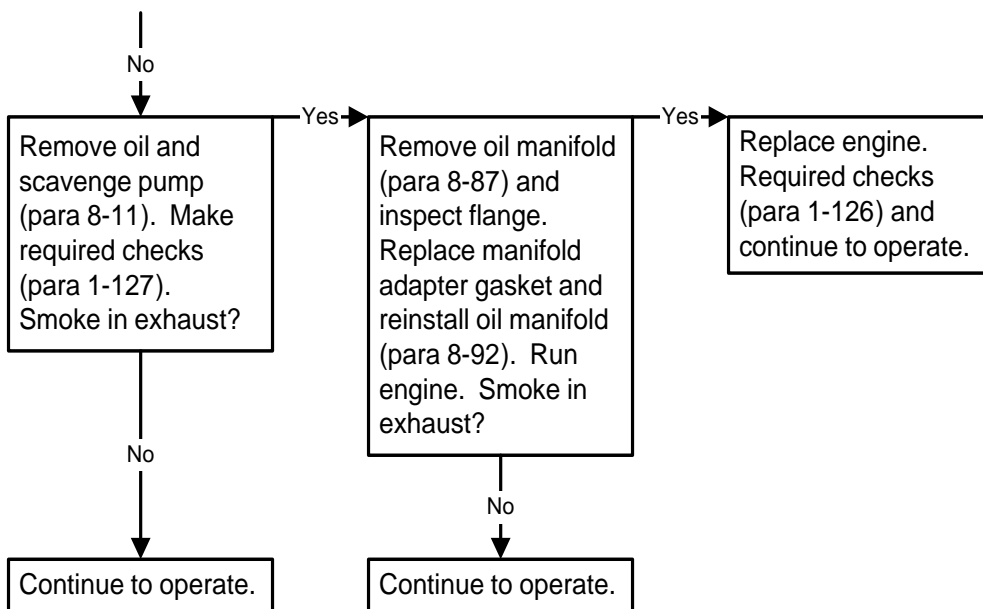 No
Remove oil and
scavenge pump
(para 8-11).  Make
required checks
(para 1-127).
Smoke in exhaust?
Yes
Remove oil manifold
(para 8-87) and
inspect flange.
Replace manifold
adapter gasket and
reinstall oil manifold
(para 8-92).  Run
engine.  Smoke in
exhaust?
Yes
Replace engine.
Required checks
(para 1-126) and
continue to operate.
No
No
Continue to operate.
Continue to operate.